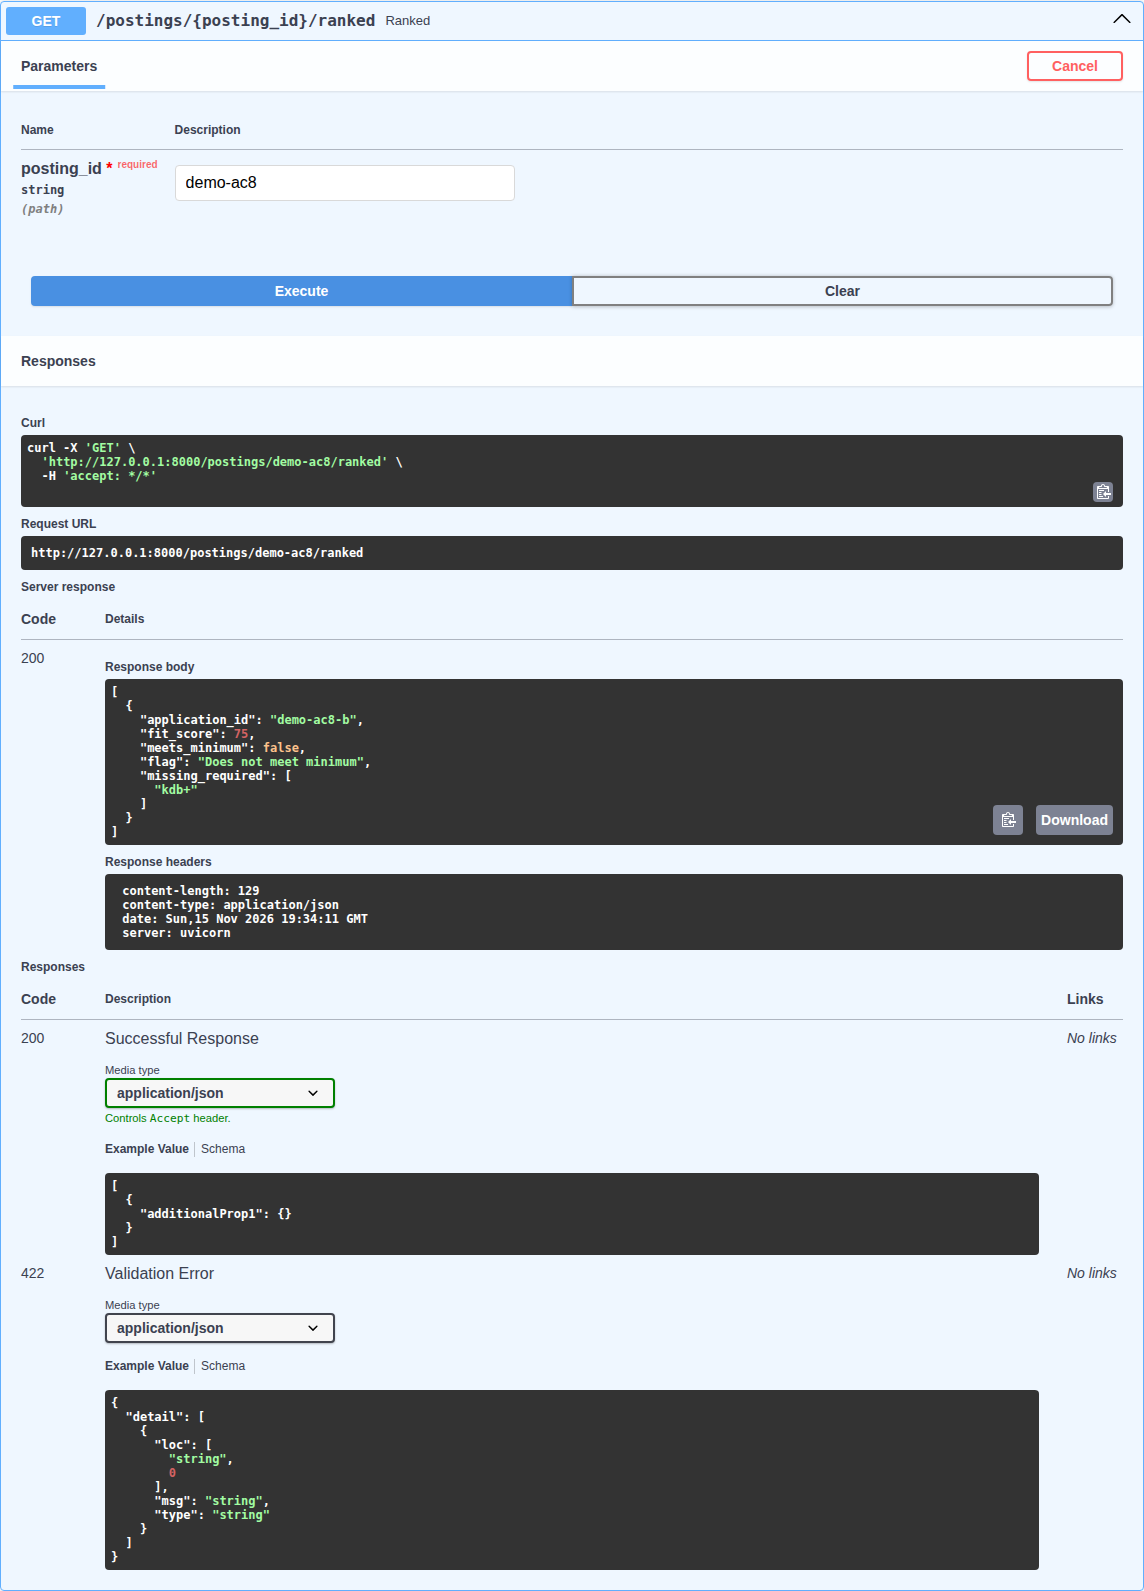 GET /postings/{posting_id}/ranked Ranked
Parameters
Cancel
Name Description
posting_id * required
string
(path)
demo-ac8
Execute
Clear
Responses
Curl
curl -X 'GET' \
  'http://127.0.0.1:8000/postings/demo-ac8/ranked' \
  -H 'accept: */*'
Request URL
http://127.0.0.1:8000/postings/demo-ac8/ranked
Server response
Code Details
200
Response body
[
  {
    "application_id": "demo-ac8-b",
    "fit_score": 75,
    "meets_minimum": false,
    "flag": "Does not meet minimum",
    "missing_required": [
      "kdb+"
    ]
  }
]
Download
Response headers
content-length: 129
content-type: application/json
date: Sun,15 Nov 2026 19:34:11 GMT
server: uvicorn
Responses
Code Description Links
200 Successful Response No links
Media type
application/json
Controls Accept header.
Example Value Schema
[
  {
    "additionalProp1": {}
  }
]
422 Validation Error No links
Media type
application/json
Example Value Schema
{
  "detail": [
    {
      "loc": [
        "string",
        0
      ],
      "msg": "string",
      "type": "string"
    }
  ]
}